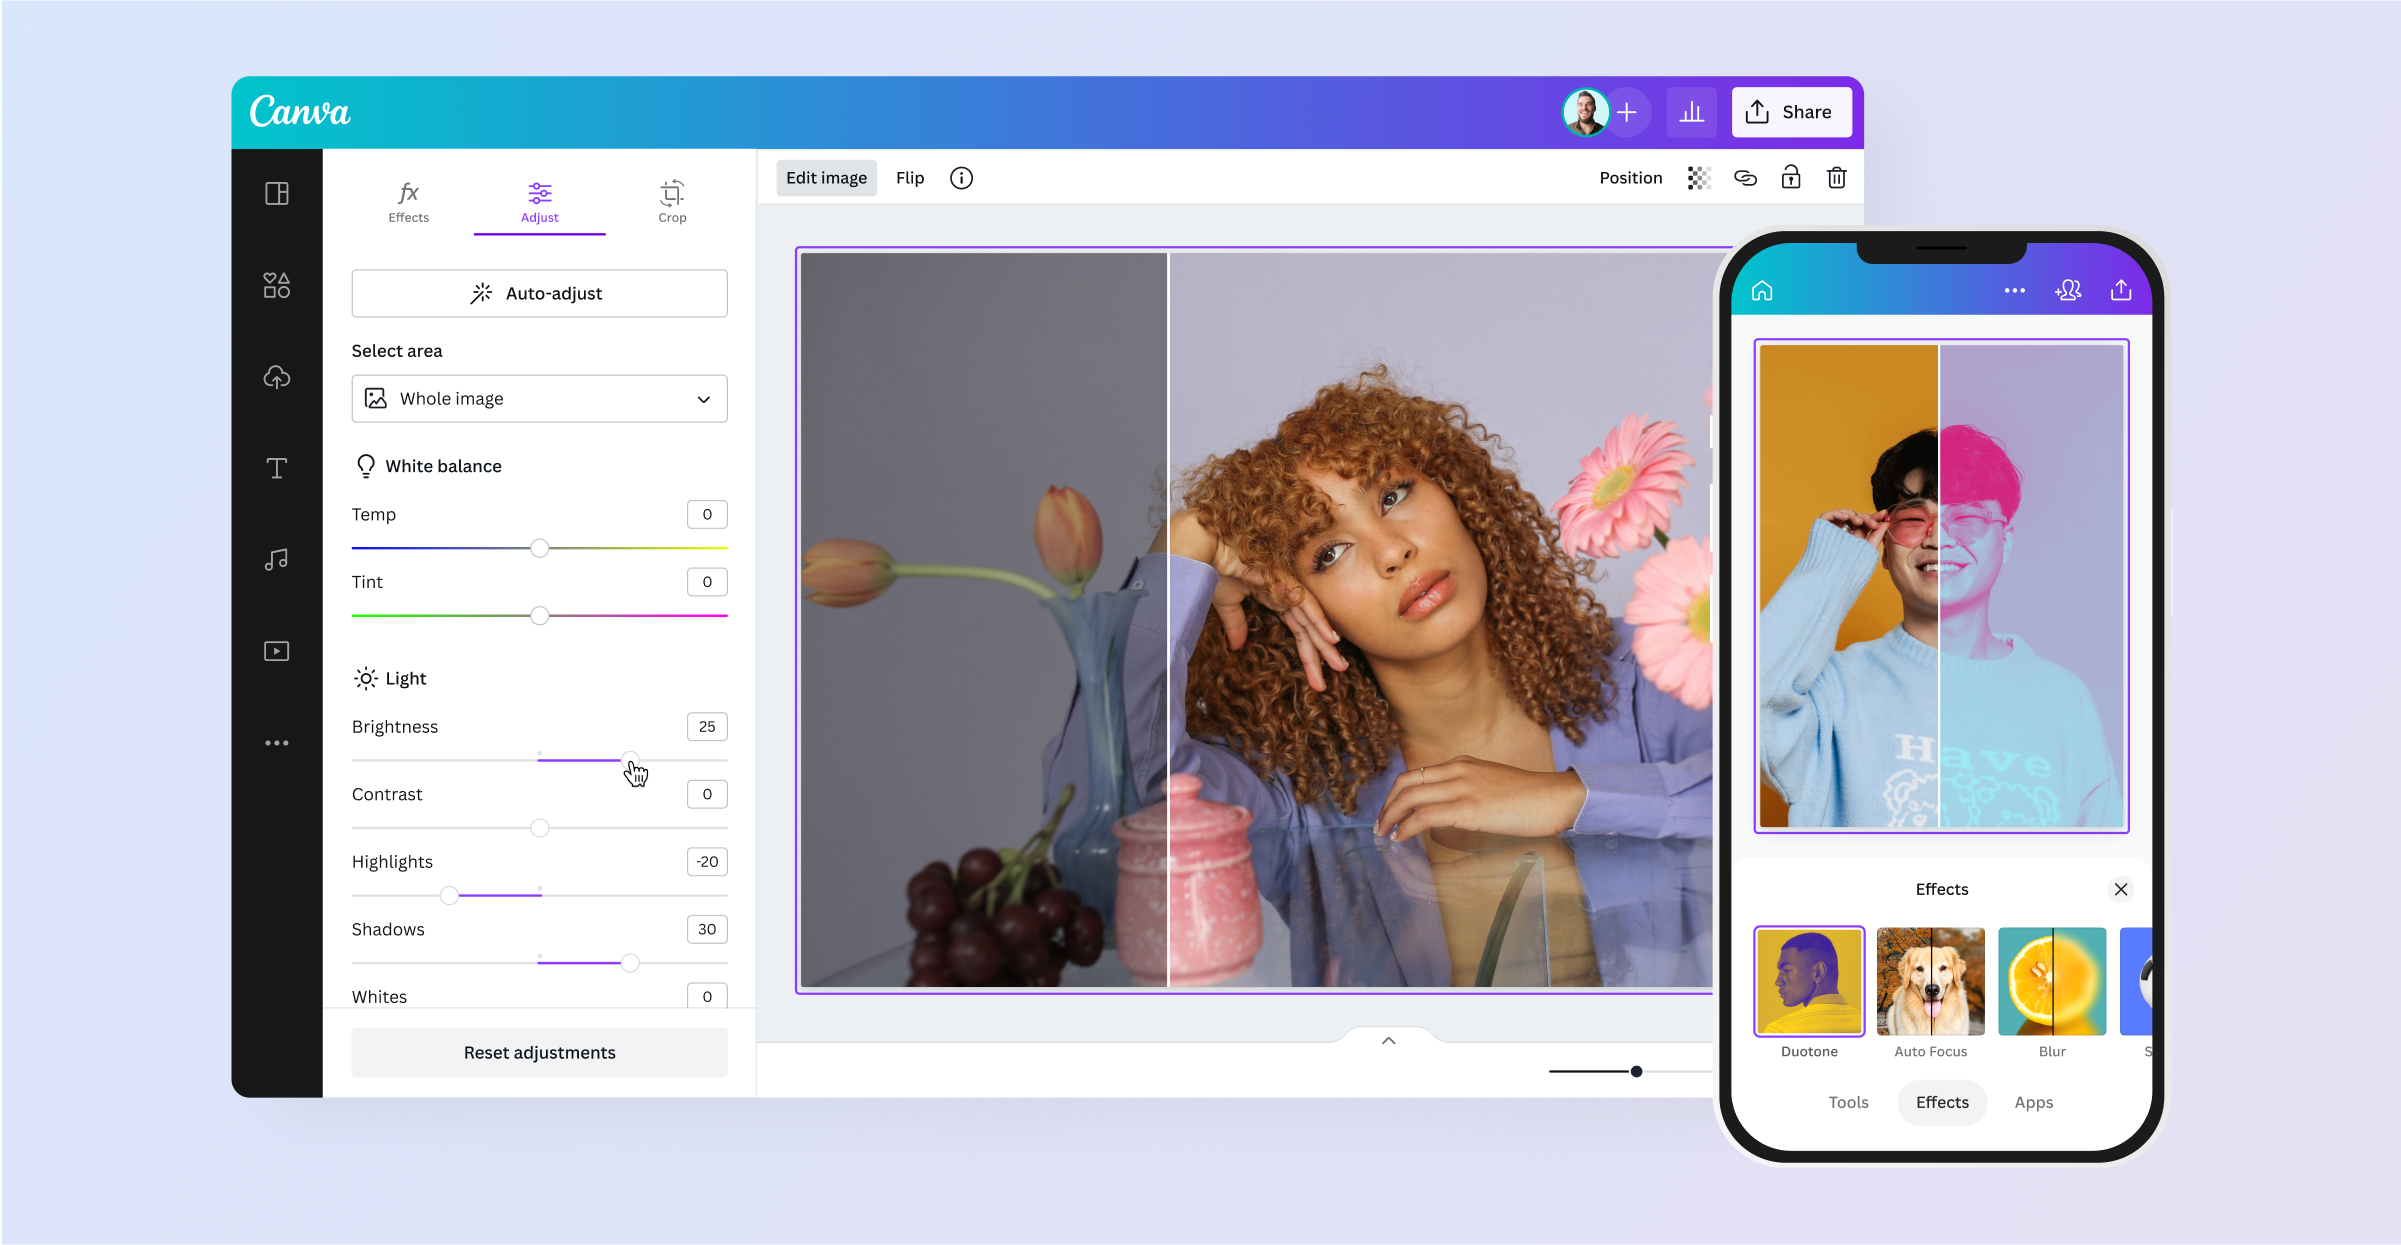 Canva
Share
Effects
Adjust
Crop
Edit image
Flip
Position
Auto-adjust
Select area
Whole image
White balance
Temp
0
Tint
0
Light
Brightness
25
Contrast
0
Highlights
-20
Shadows
30
Whites
0
Reset adjustments
Have
Effects
Duotone
Auto Focus
Blur
S
Tools
Effects
Apps